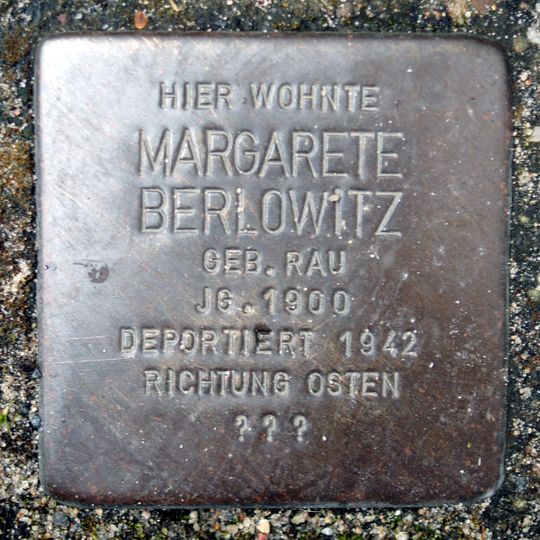 HIER WOHNTE
MARGARETE
BERLOWITZ
GEB. RAU
JG. 1900
DEPORTIERT 1942
RICHTUNG OSTEN
???